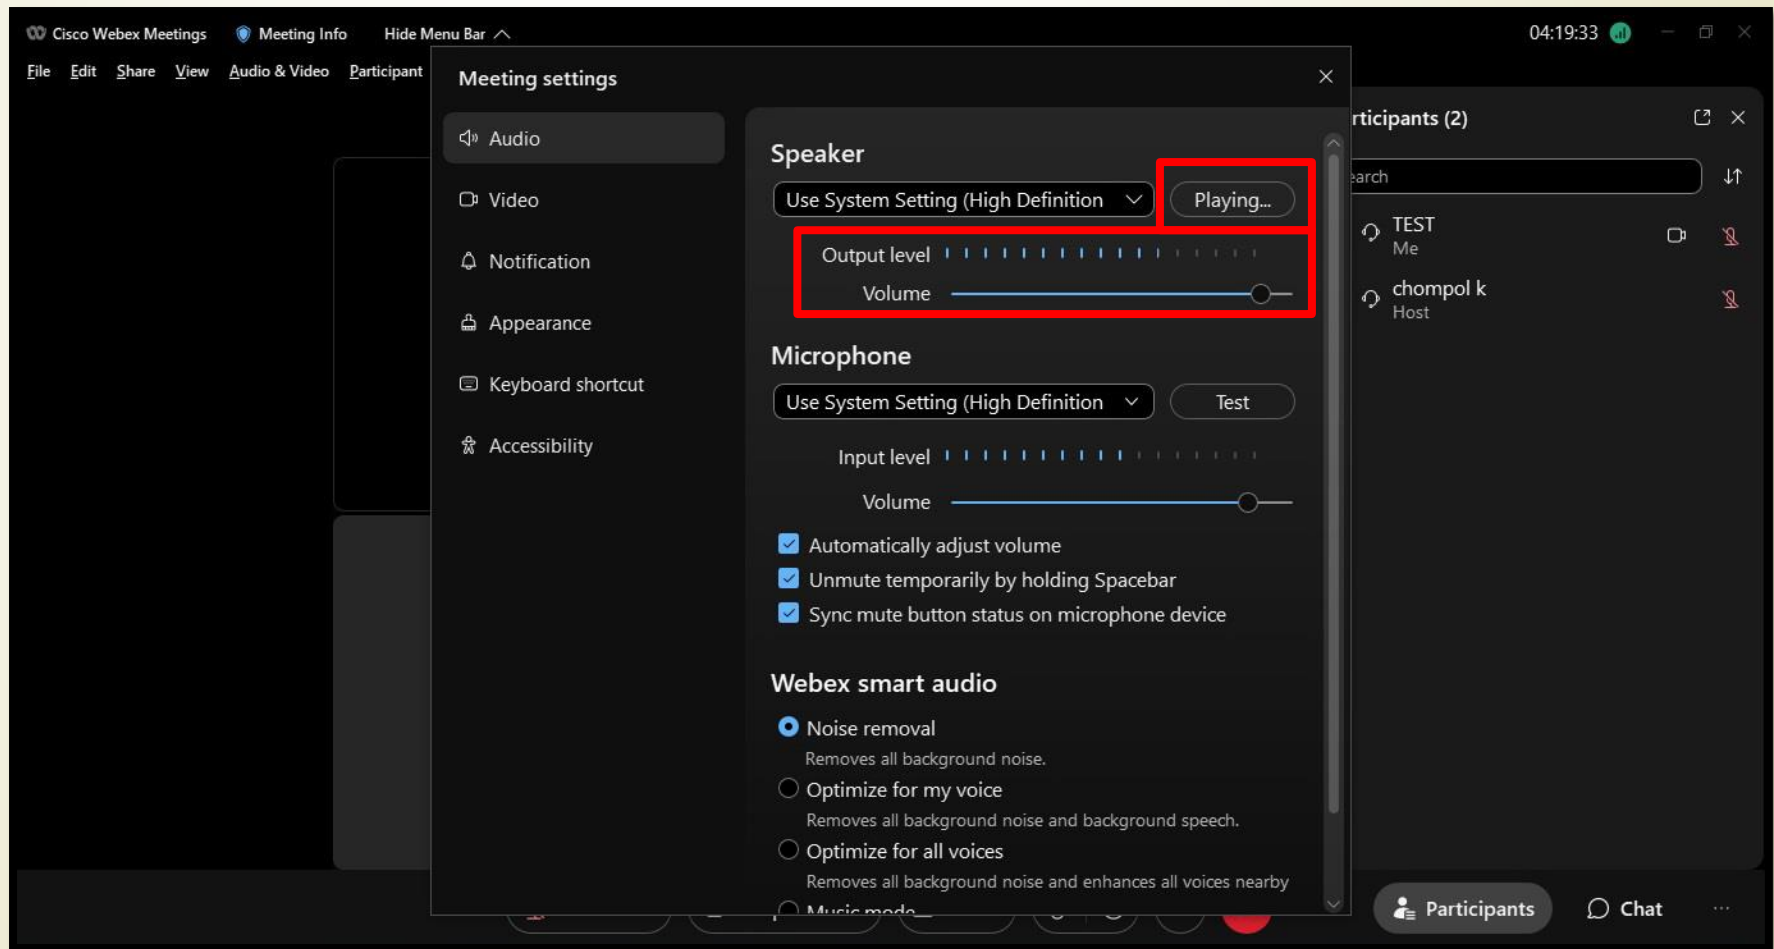 Cisco Webex Meetings Meeting Info Hide Menu Bar 04:19:33
File Edit Share View Audio & Video Participant
Meeting settings
Audio
Video
Notification
Appearance
Keyboard shortcut
Accessibility
Speaker
Use System Setting (High Definition Playing...
Output level
Volume
Microphone
Use System Setting (High Definition Test
Input level
Volume
Automatically adjust volume
Unmute temporarily by holding Spacebar
Sync mute button status on microphone device
Webex smart audio
Noise removal
Removes all background noise.
Optimize for my voice
Removes all background noise and background speech.
Optimize for all voices
Removes all background noise and enhances all voices nearby
Music mode
rticipants (2)
earch
TEST
Me
chompol k
Host
Participants Chat